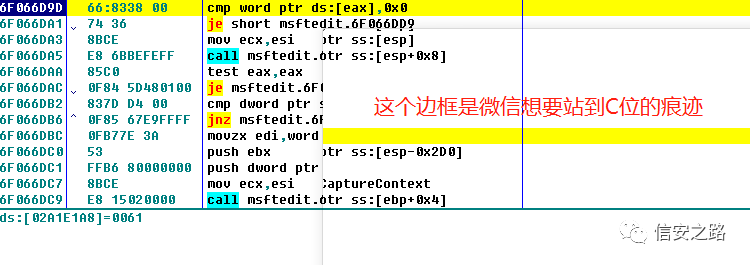 6F066D9D 66:8338 00 cmp word ptr ds:[eax],0x0
6F066DA1 74 36 je short msftedit.6F066DD9
6F066DA3 8BCE mov ecx,esi ptr ss:[esp]
6F066DA5 E8 6BBEFEFF call msftedit.otr ss:[esp+0x8]
6F066DAA 85C0 test eax,eax
6F066DAC 0F84 5D480100 je msftedit.6F0
6F066DB2 837D D4 00 cmp dword ptr s
6F066DB6 0F85 67E9FFFF jnz msftedit.6F
6F066DBC 0FB77E 3A movzx edi,word
6F066DC0 53 push ebx ptr ss:[esp-0x2D0]
6F066DC1 FFB6 80000000 push dword ptr
6F066DC7 8BCE mov ecx,esi CaptureContext
6F066DC9 E8 15020000 call msftedit.otr ss:[ebp+0x4]
ds:[02A1E1A8]=0061
这个边框是微信想要站到C位的痕迹
信安之路